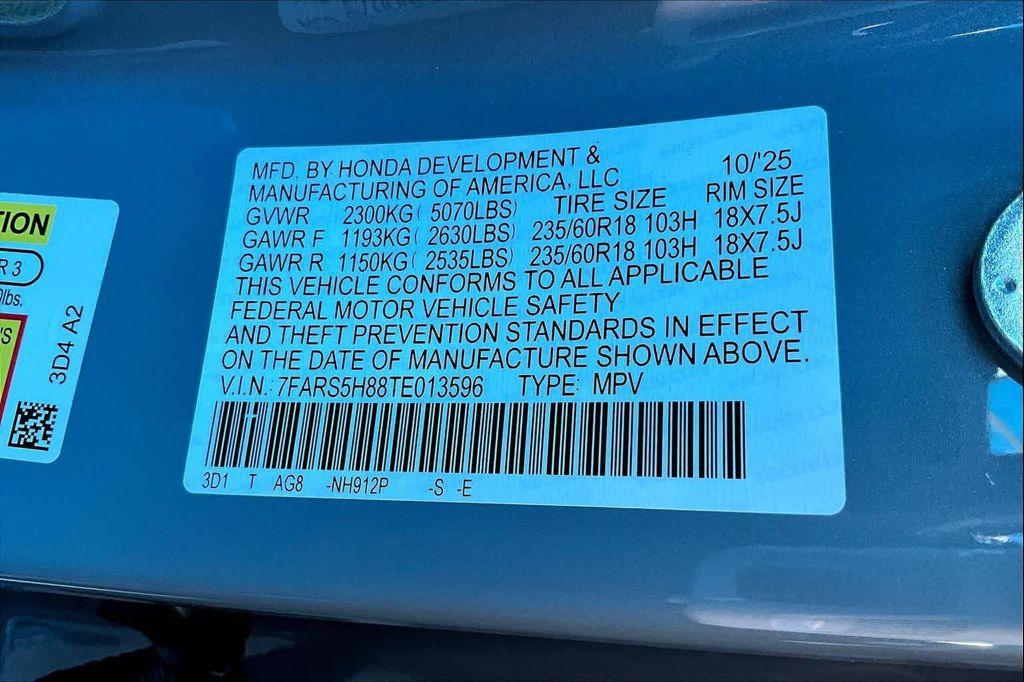 MFD. BY HONDA DEVELOPMENT &
MANUFACTURING OF AMERICA, LLC 10/'25
GVWR 2300KG ( 5070LBS) TIRE SIZE RIM SIZE
GAWR F 1193KG ( 2630LBS) 235/60R18 103H 18X7.5J
GAWR R 1150KG ( 2535LBS) 235/60R18 103H 18X7.5J
THIS VEHICLE CONFORMS TO ALL APPLICABLE
FEDERAL MOTOR VEHICLE SAFETY
AND THEFT PREVENTION STANDARDS IN EFFECT
ON THE DATE OF MANUFACTURE SHOWN ABOVE.
V.I.N.: 7FARS5H88TE013596 TYPE: MPV
3D1 T AG8 -NH912P -S -E
TION
R 3
lbs.
'S
3D4 A2